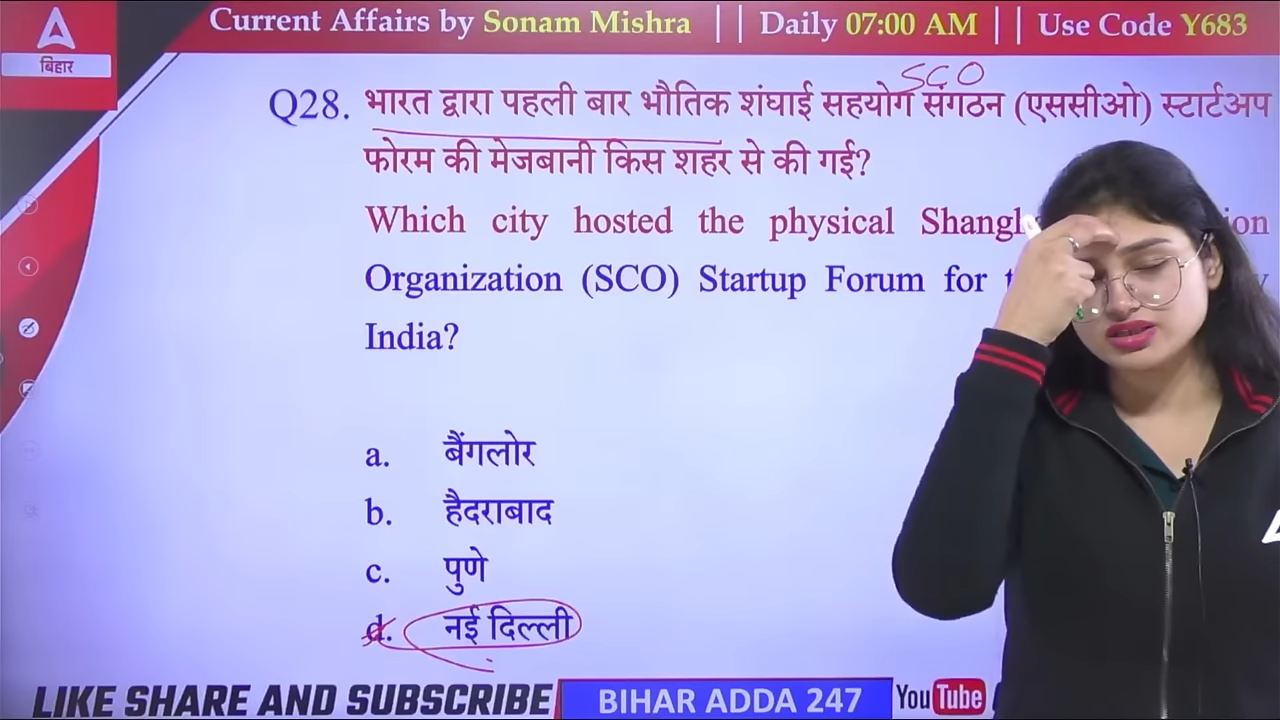 Current Affairs by Sonam Mishra || Daily 07:00 AM || Use Code Y683
बिहार
SCO
Q28. भारत द्वारा पहली बार भौतिक शंघाई सहयोग संगठन (एससीओ) स्टार्टअप
फोरम की मेजबानी किस शहर से की गई?
Which city hosted the physical Shangh
Organization (SCO) Startup Forum for
India?
a. बैंगलोर
b. हैदराबाद
c. पुणे
d. नई दिल्ली
LIKE SHARE AND SUBSCRIBE BIHAR ADDA 247 YouTube